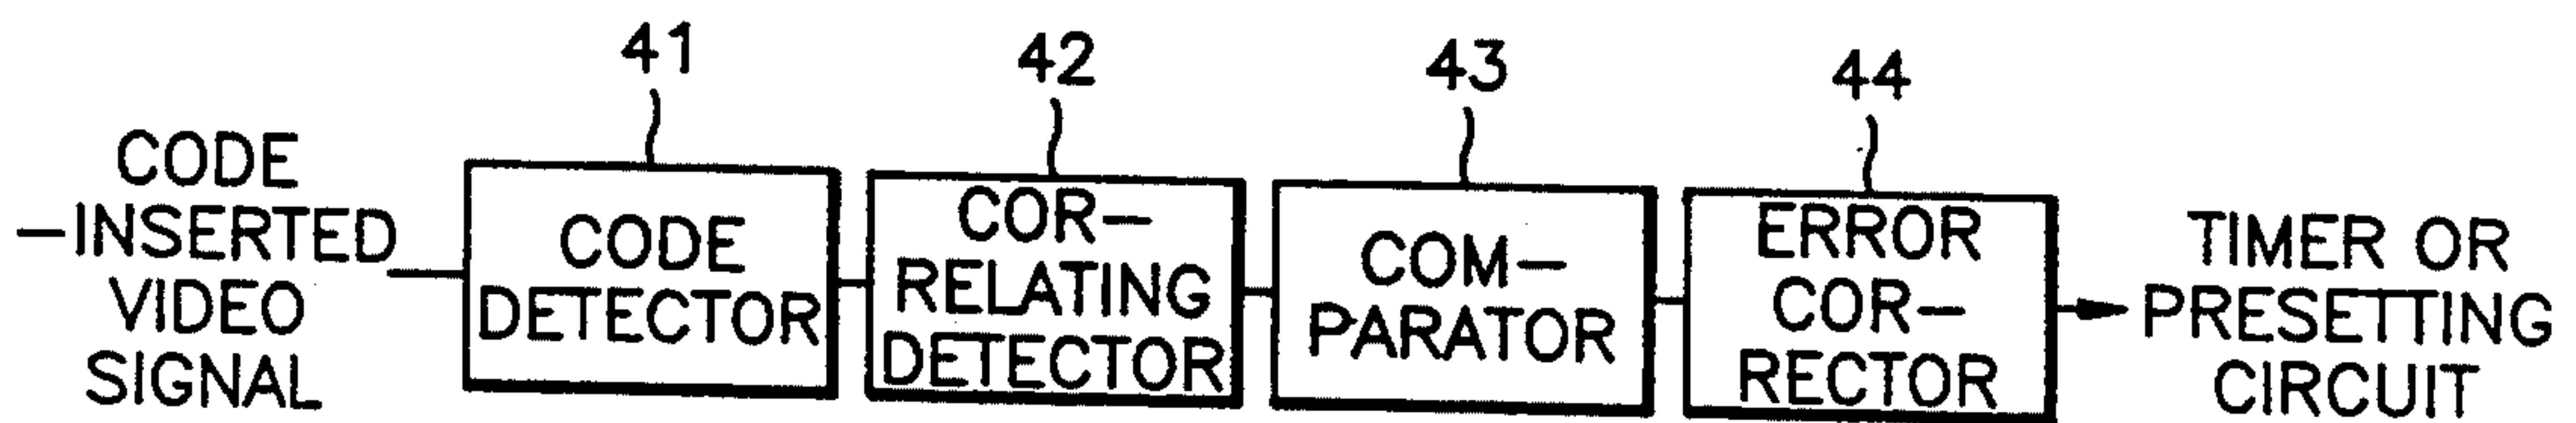 41
42
43
44
CODE
-INSERTED
VIDEO
SIGNAL
CODE
DETECTOR
COR-
RELATING
DETECTOR
COM-
PARATOR
ERROR
COR-
RECTOR
TIMER OR
PRESETTING
CIRCUIT